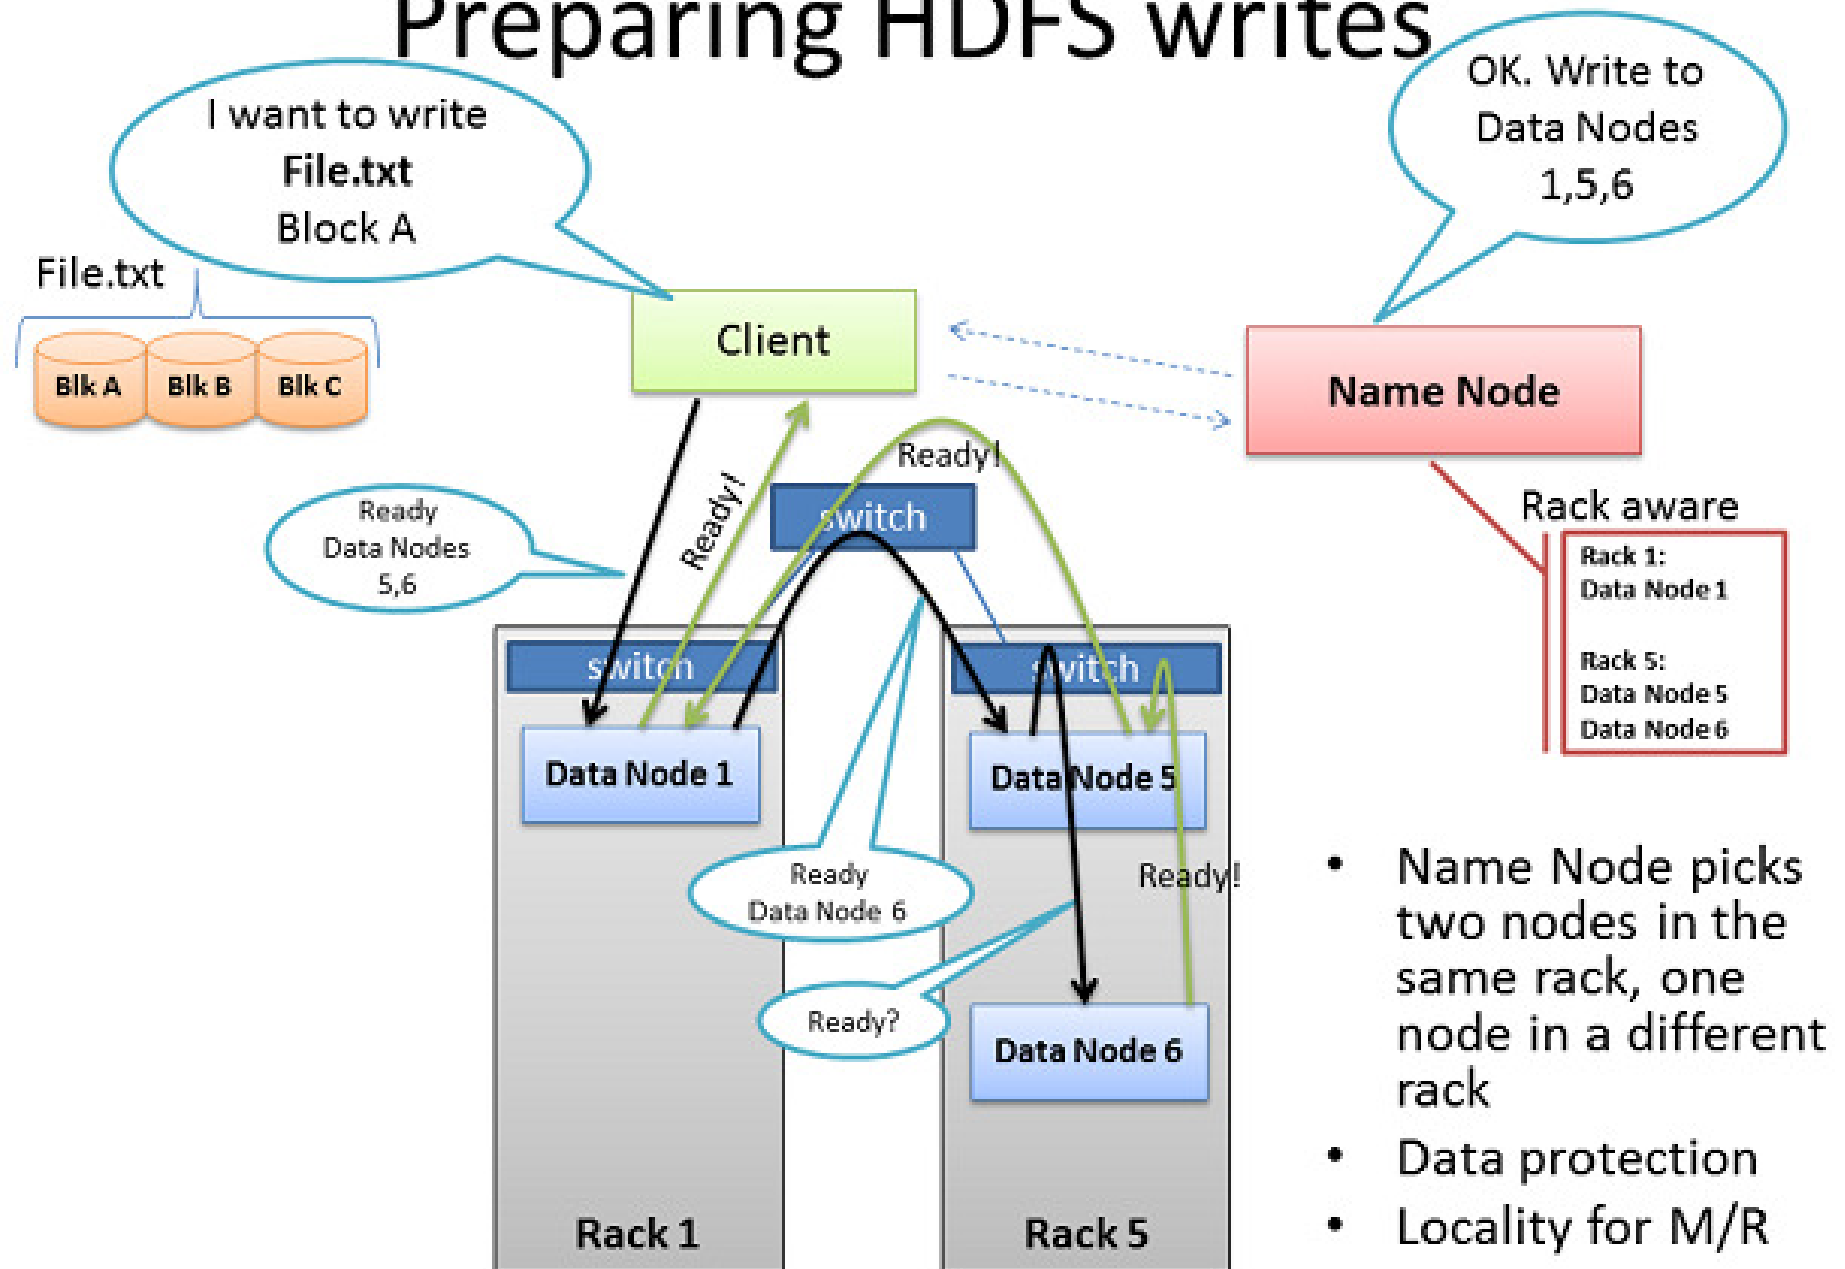 Preparing HDFS writes
I want to write
File.txt
Block A
OK. Write to
Data Nodes
1,5,6
File.txt
Blk A
Blk B
Blk C
Client
Name Node
Ready!
Ready!
switch
Ready
Data Nodes
5,6
Rack aware
Rack 1:
Data Node 1
Rack 5:
Data Node 5
Data Node 6
switch
switch
Data Node 1
Data Node 5
Ready
Data Node 6
Ready!
Ready?
Data Node 6
Rack 1
Rack 5
• Name Node picks
two nodes in the
same rack, one
node in a different
rack
• Data protection
• Locality for M/R